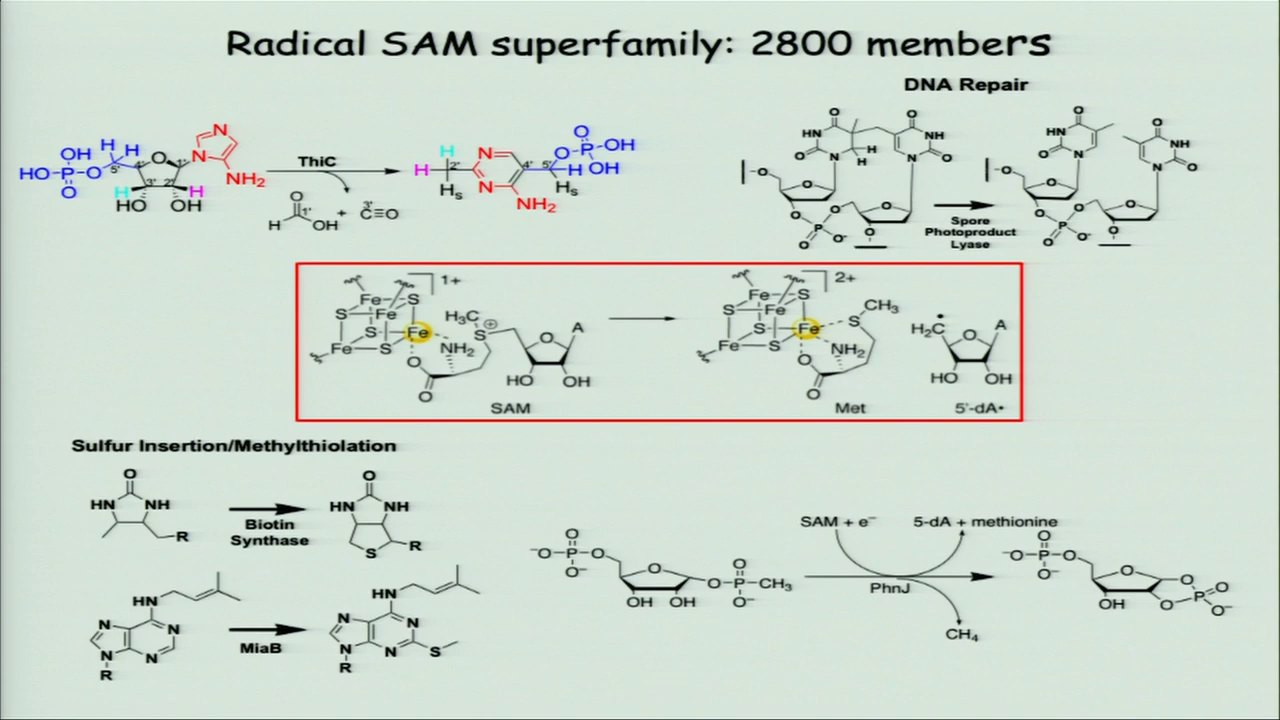 Radical SAM superfamily: 2800 members
DNA Repair
ThiC
Spore
Photoproduct
Lyase
SAM
Met
5'-dA•
Sulfur Insertion/Methylthiolation
Biotin
Synthase
MiaB
SAM + e⁻
5-dA + methionine
PhnJ
CH₄